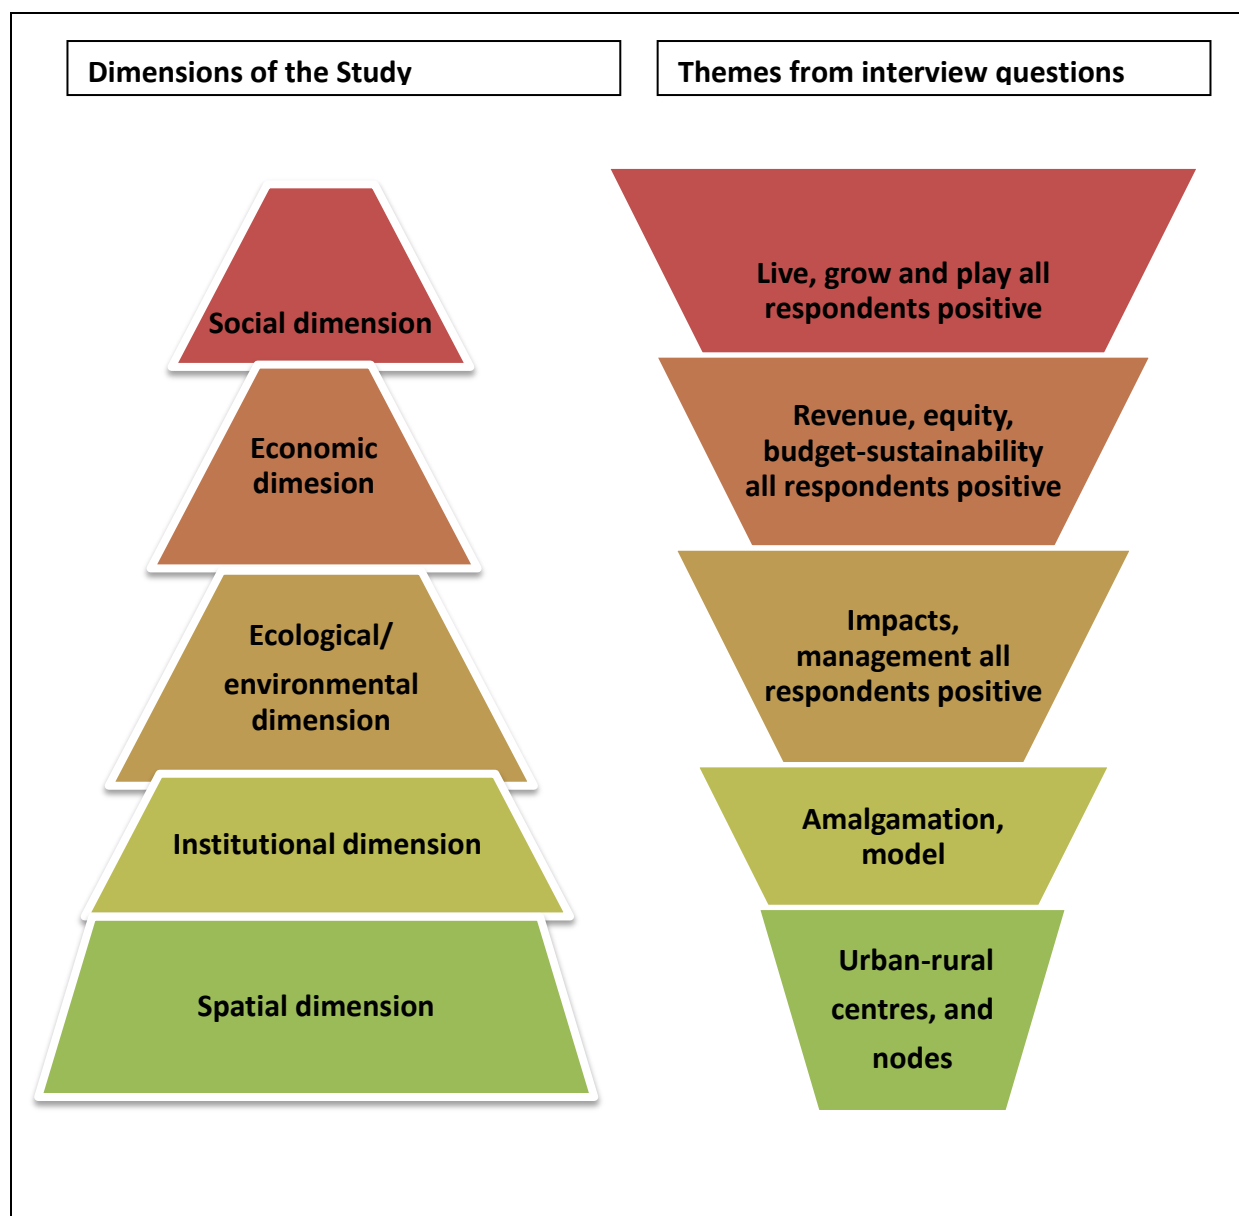 Dimensions of the Study
Themes from interview questions
Social dimension
Live, grow and play all
respondents positive
Economic
dimesion
Revenue, equity,
budget-sustainability
all respondents positive
Ecological/
environmental
dimension
Impacts,
management all
respondents positive
Institutional dimension
Amalgamation,
model
Spatial dimension
Urban-rural
centres, and
nodes